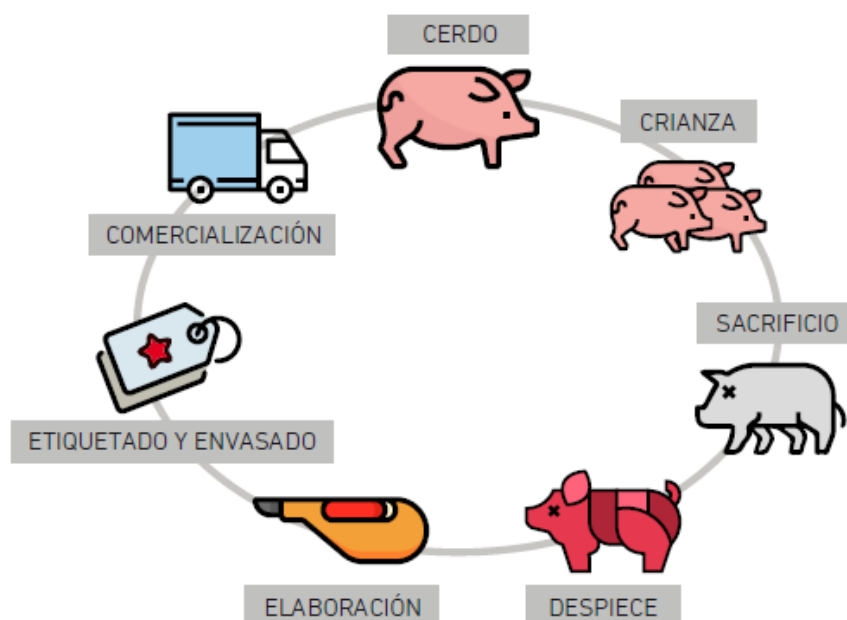 CERDO
CRIANZA
SACRIFICIO
DESPIECE
ELABORACIÓN
ETIQUETADO Y ENVASADO
COMERCIALIZACIÓN